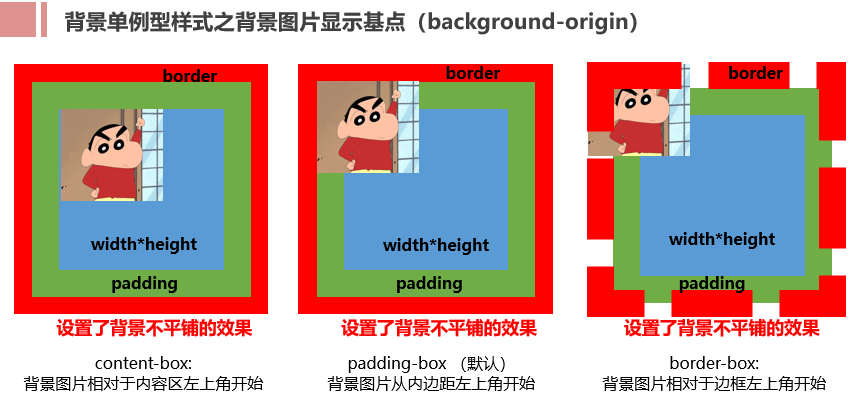 背景单例型样式之背景图片显示基点（background-origin）
border
width*height
padding
设置了背景不平铺的效果
content-box:
背景图片相对于内容区左上角开始
border
width*height
padding
设置了背景不平铺的效果
padding-box （默认）
背景图片从内边距左上角开始
border
width*height
padding
设置了背景不平铺的效果
border-box:
背景图片相对于边框左上角开始